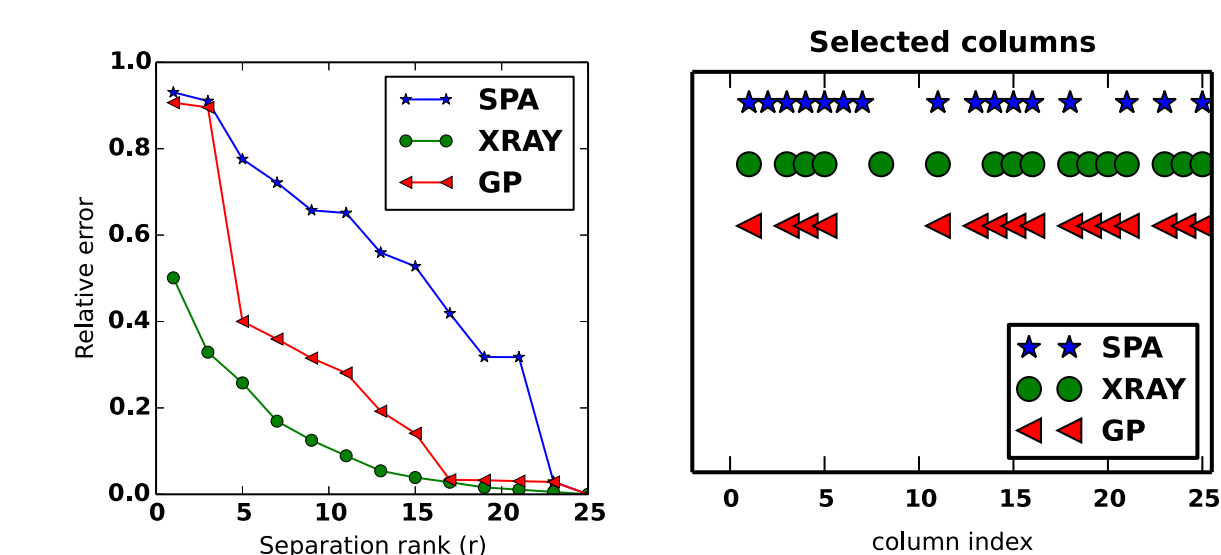 1.0
0.8
0.6
0.4
0.2
0.0
0 5 10 15 20 25
Relative error
Separation rank (r)
SPA
XRAY
GP
Selected columns
SPA
XRAY
GP
0 5 10 15 20 25
column index